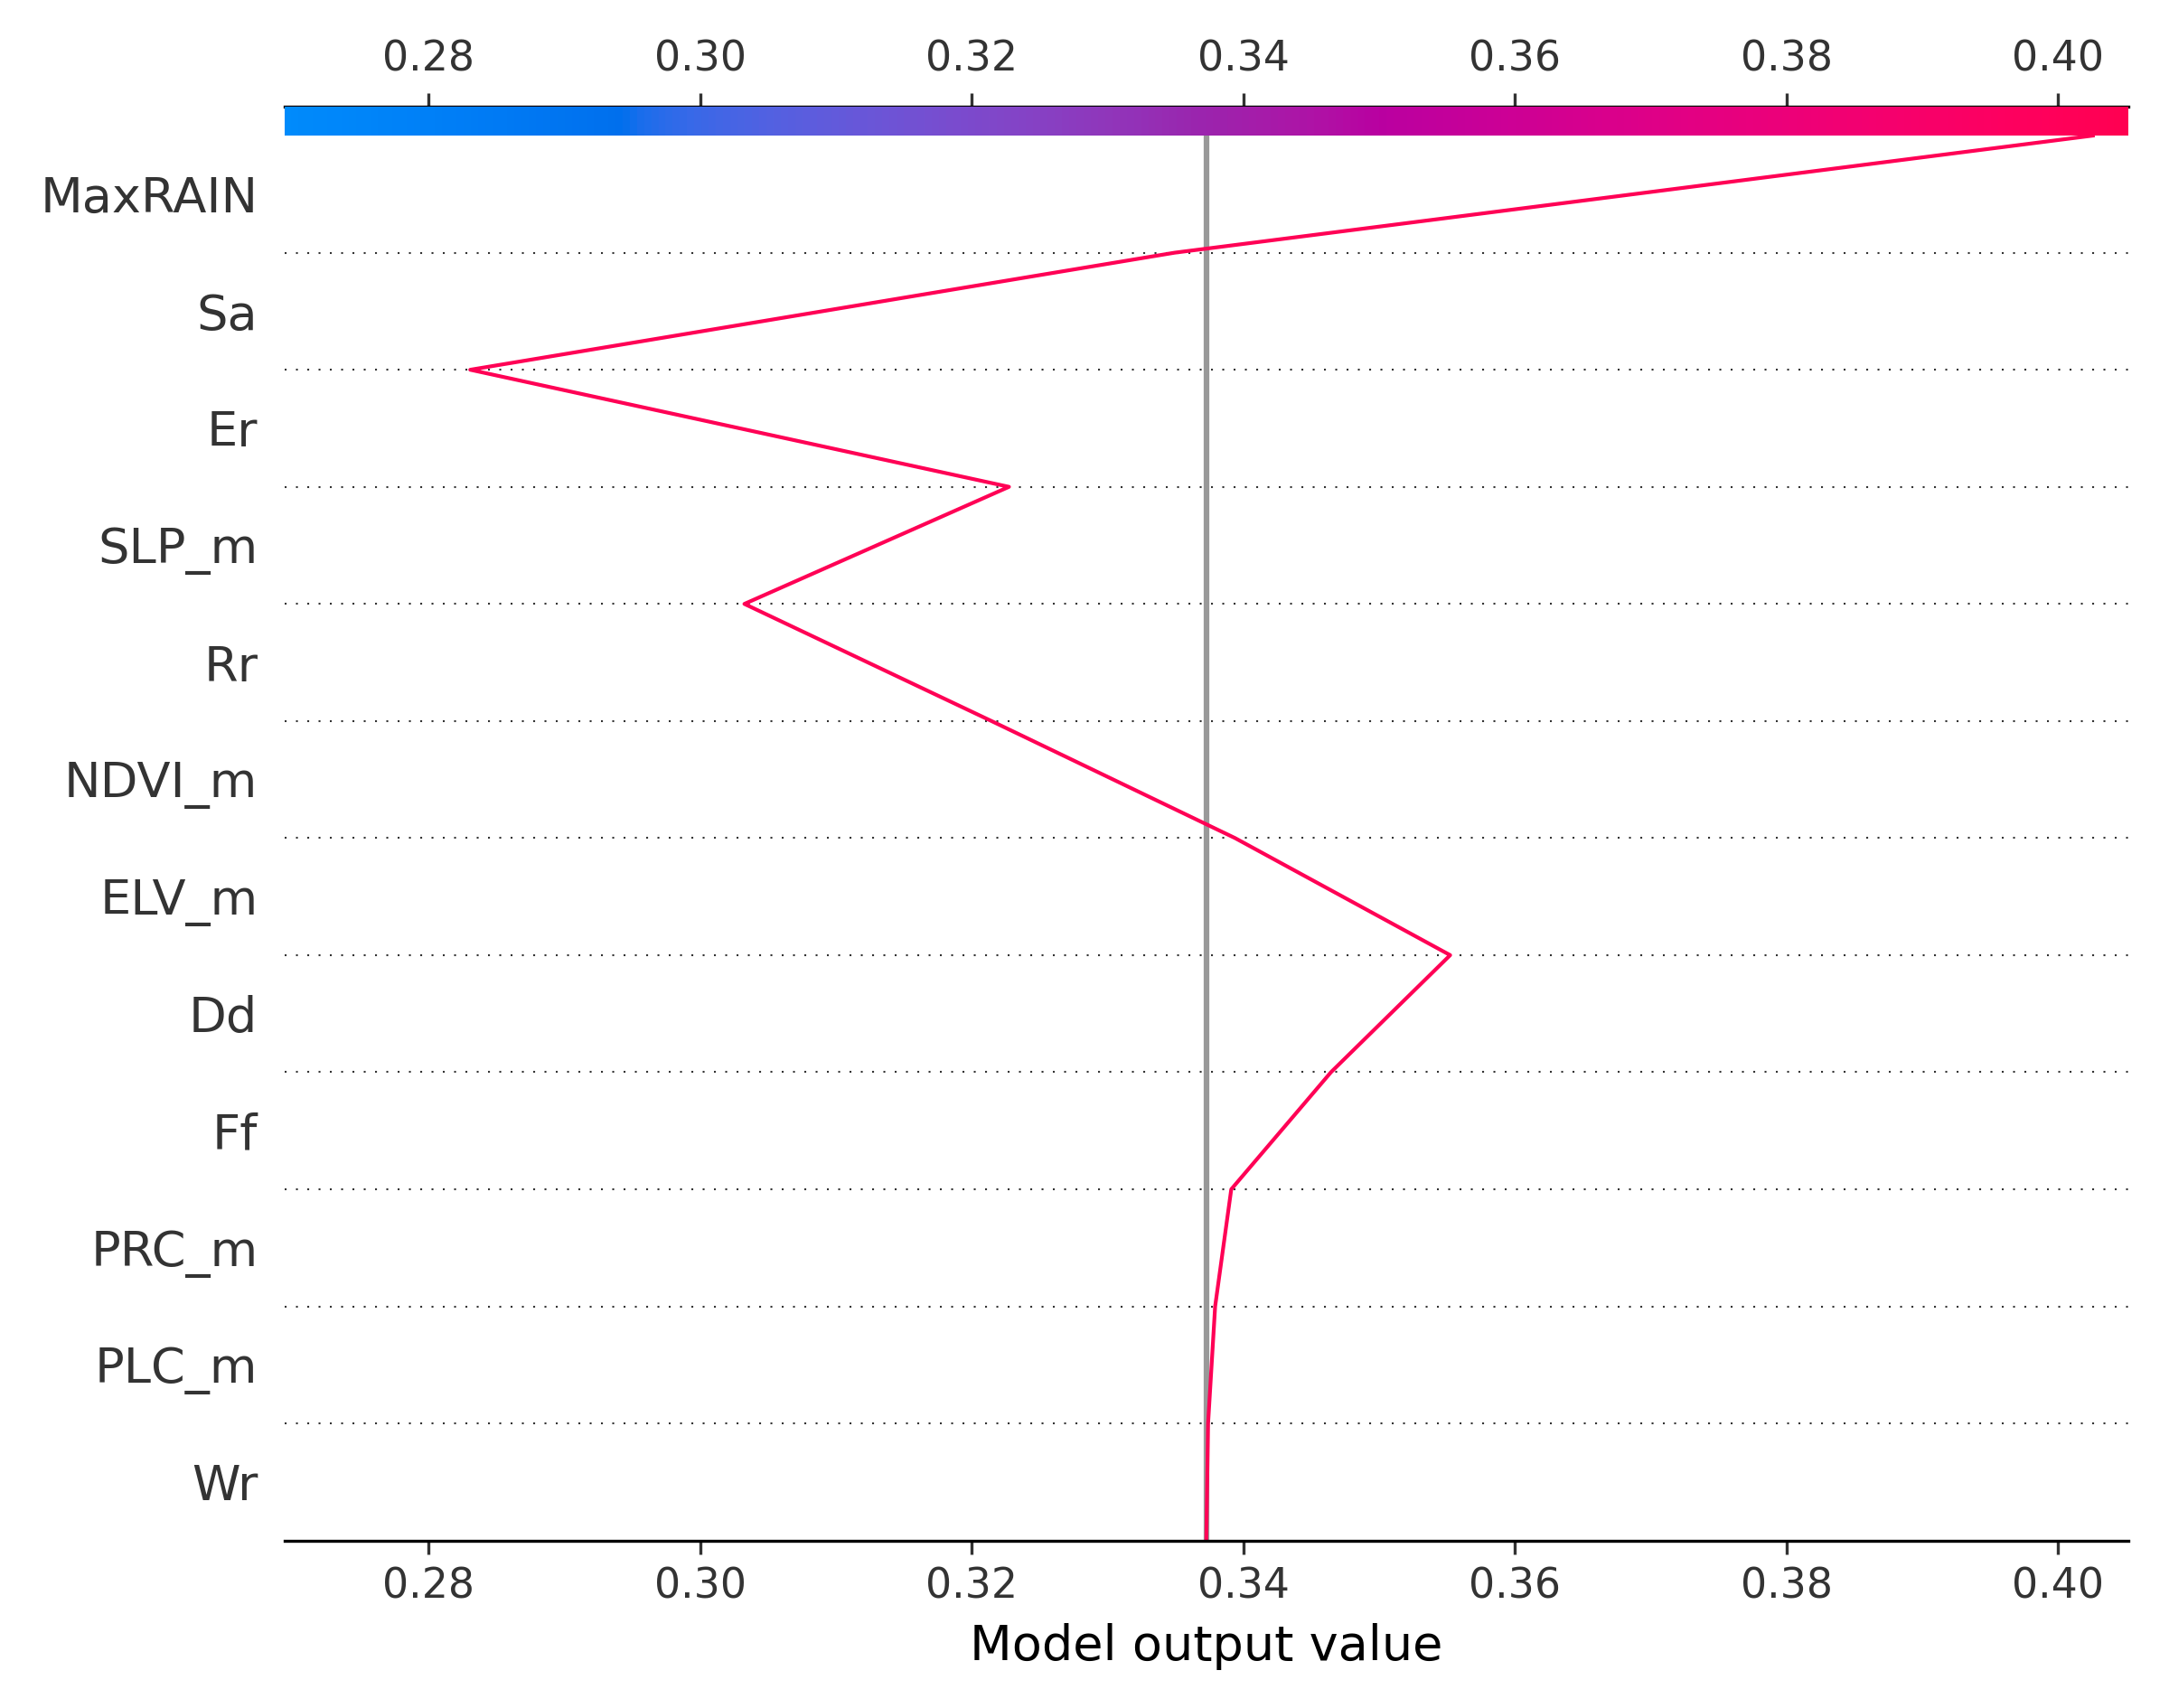 0.28 0.30 0.32 0.34 0.36 0.38 0.40
MaxRAIN
Sa
Er
SLP_m
Rr
NDVI_m
ELV_m
Dd
Ff
PRC_m
PLC_m
Wr
0.28 0.30 0.32 0.34 0.36 0.38 0.40
Model output value